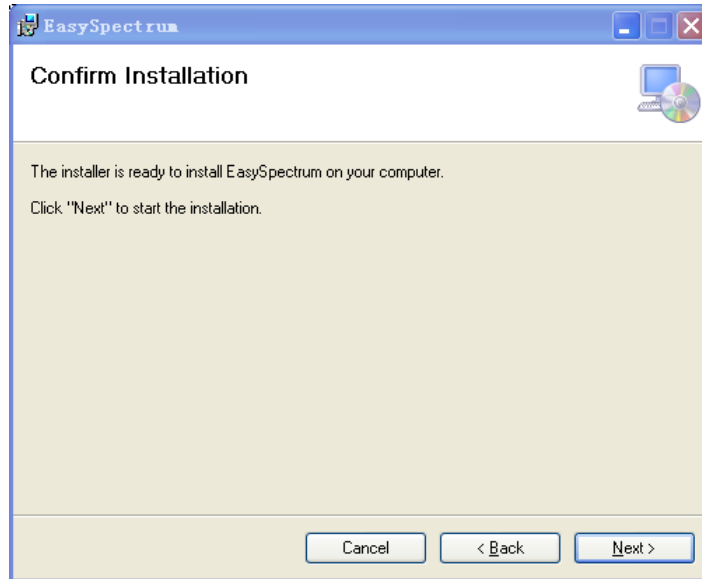 EasySpectrum
Confirm Installation
The installer is ready to install EasySpectrum on your computer.
Click "Next" to start the installation.
Cancel
< Back
Next >